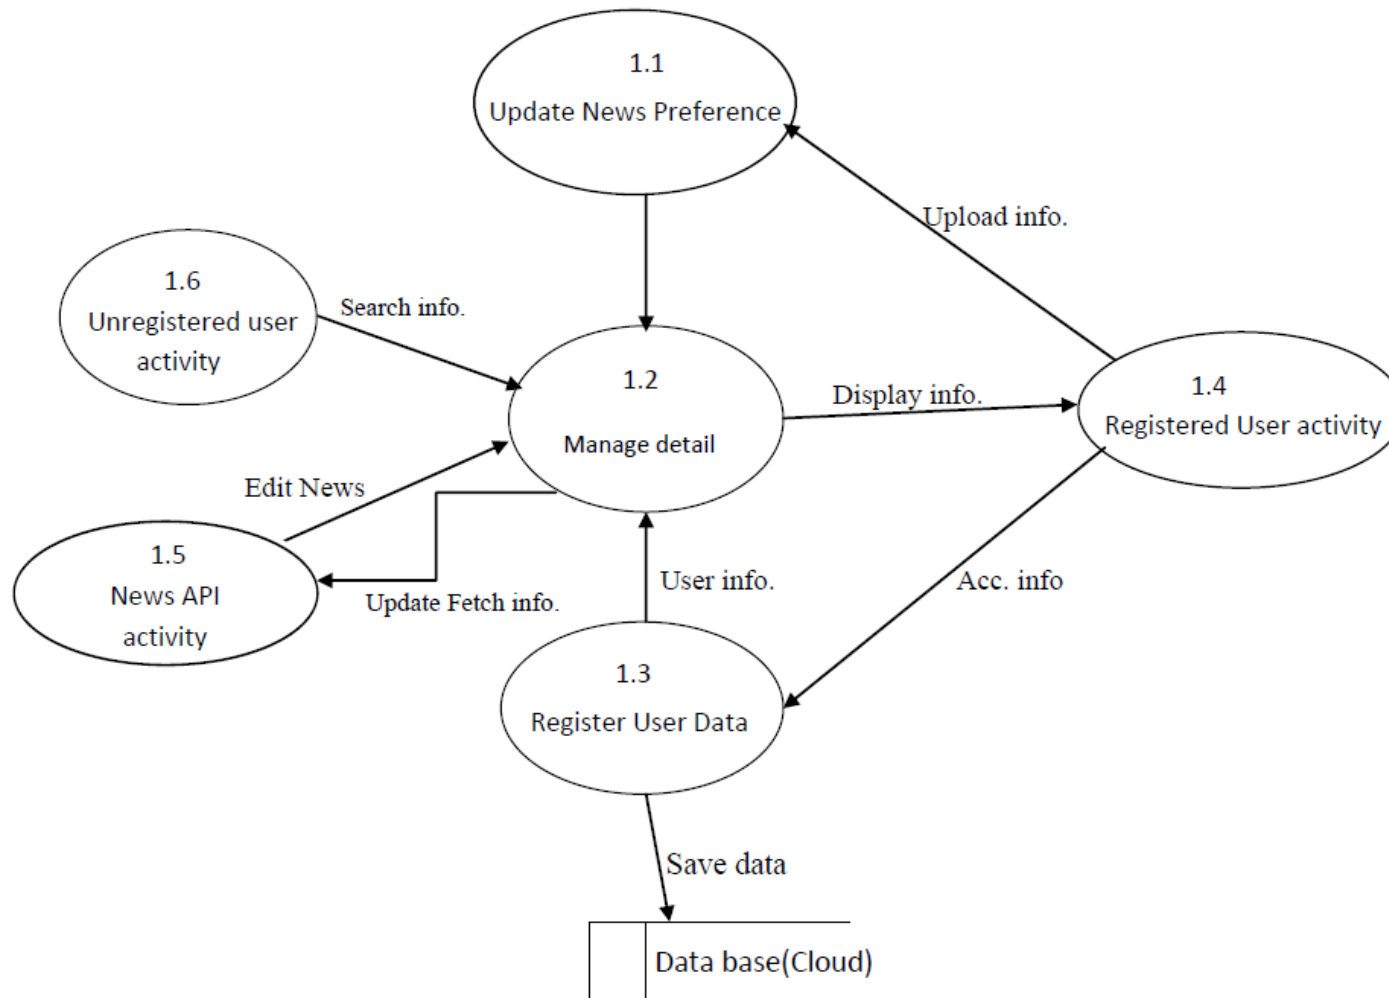 1.1
Update News Preference
Upload info.
1.6
Unregistered user
activity
Search info.
1.2
Manage detail
Display info.
1.4
Registered User activity
Edit News
1.5
News API
activity
Update Fetch info.
User info.
Acc. info
1.3
Register User Data
Save data
Data base(Cloud)